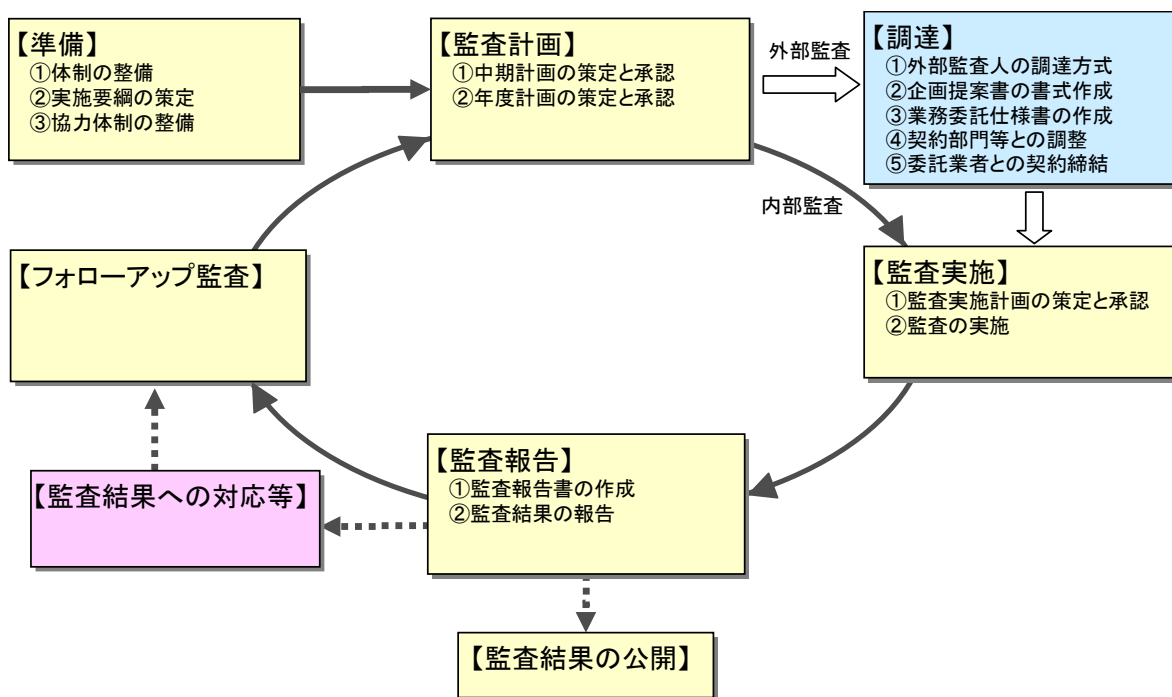 【準備】
①体制の整備
②実施要綱の策定
③協力体制の整備
【監査計画】
①中期計画の策定と承認
②年度計画の策定と承認
外部監査
【調達】
①外部監査人の調達方式
②企画提案書の書式作成
③業務委託仕様書の作成
④契約部門等との調整
⑤委託業者との契約締結
内部監査
【監査実施】
①監査実施計画の策定と承認
②監査の実施
【フォローアップ監査】
【監査報告】
①監査報告書の作成
②監査結果の報告
【監査結果への対応等】
【監査結果の公開】